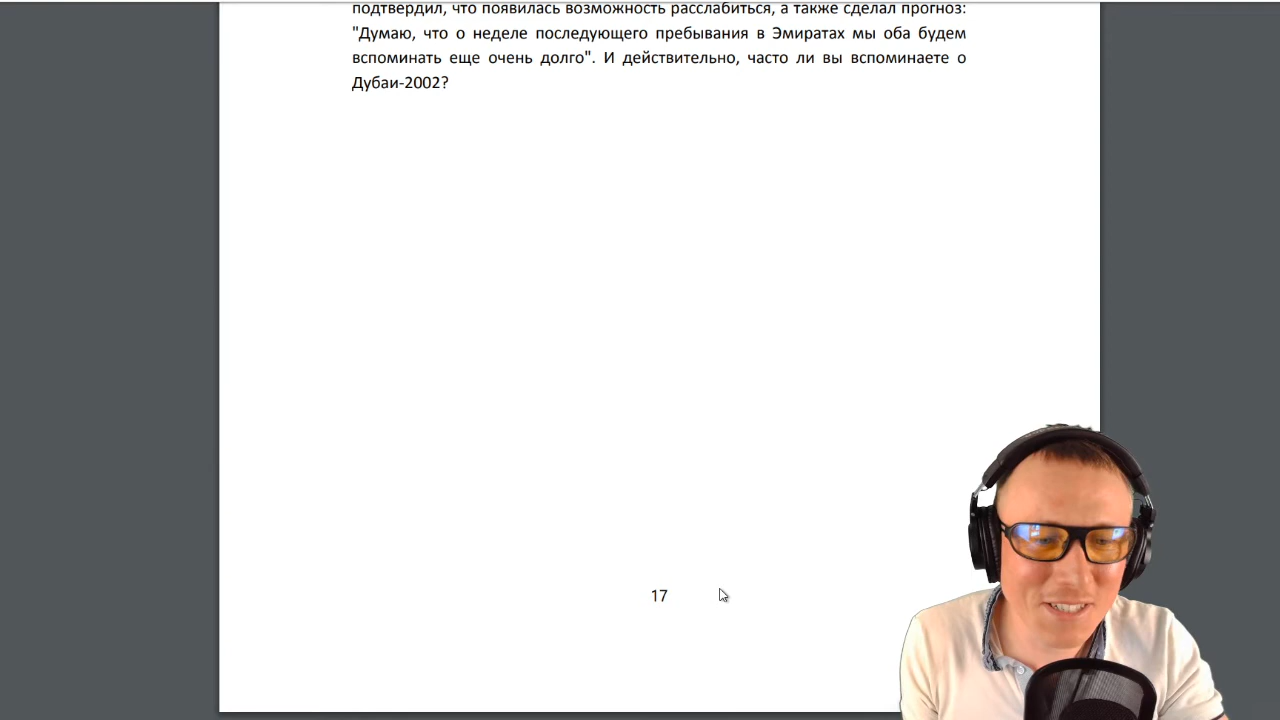 подтвердил, что появилась возможность расслабиться, а также сделал прогноз:
"Думаю, что о неделе последующего пребывания в Эмиратах мы оба будем
вспоминать еще очень долго". И действительно, часто ли вы вспоминаете о
Дубаи-2002?
17